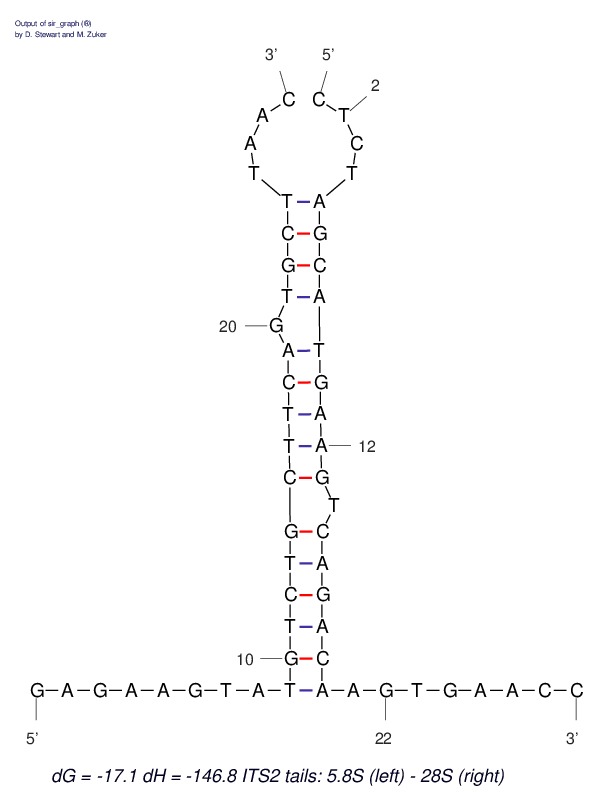 Output of sir_graph (®)
by D. Stewart and M. Zuker
3’ 5’
2
C C
A T
A C
T T
T A
C G
G C
T A
20 G
A T
C G
T A
T A 12
C G
T
G C
T A
C G
T A
10 G C
G A G A A G T A T A A G T G A A C C
5’ 22 3’
dG = -17.1 dH = -146.8 ITS2 tails: 5.8S (left) - 28S (right)